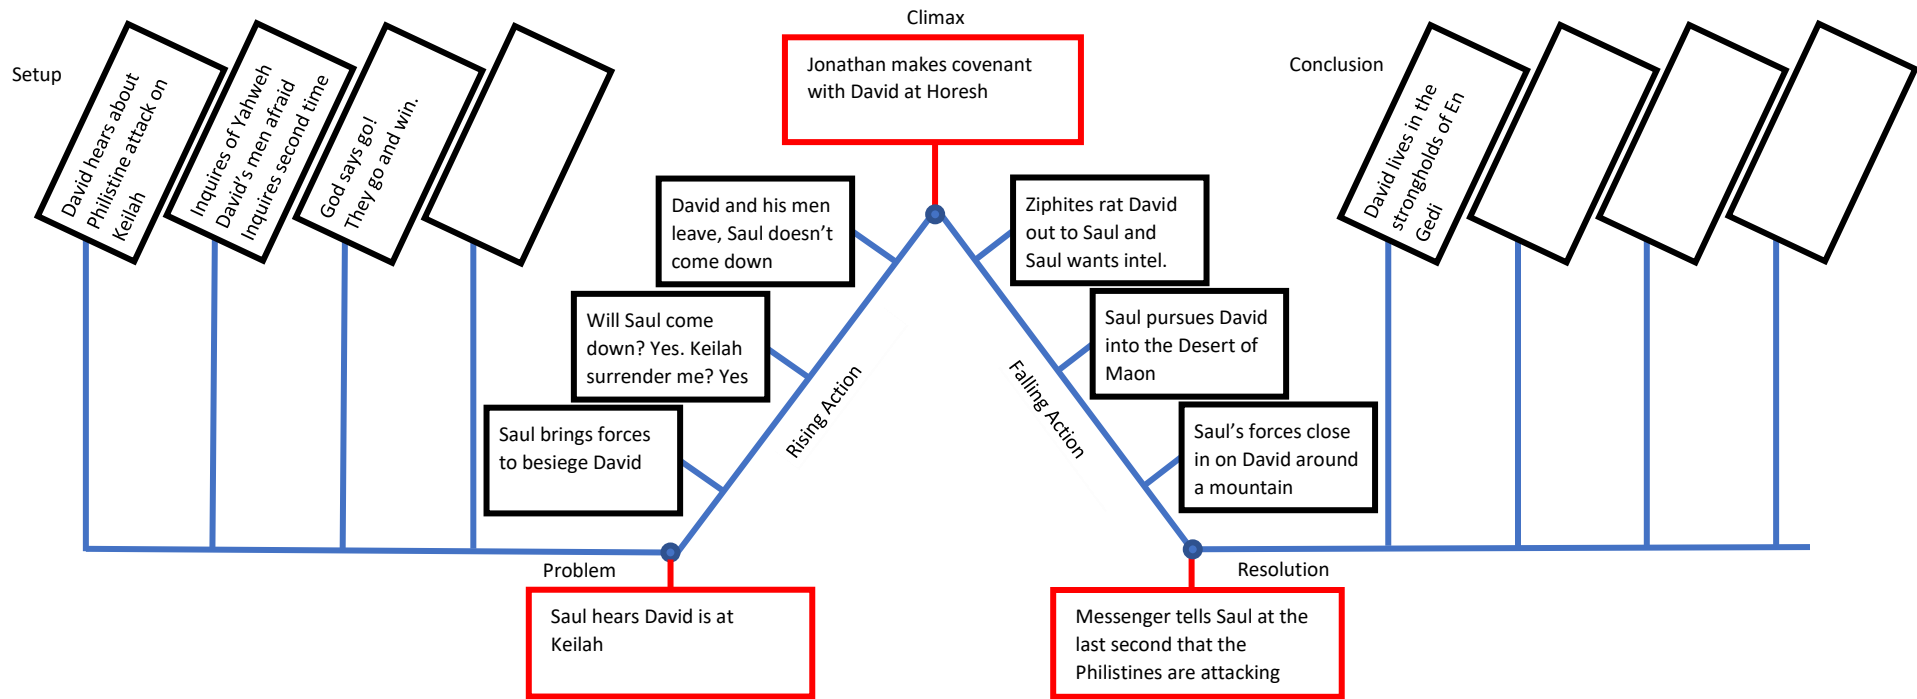 Setup
David hears about
Philistine attack on
Keilah
Inquires of Yahweh
David's men afraid
Inquires second time
God says go!
They go and win.
Problem
Saul hears David is at
Keilah
Rising Action
Saul brings forces
to besiege David
Will Saul come
down? Yes. Keilah
surrender me? Yes
David and his men
leave, Saul doesn't
come down
Climax
Jonathan makes covenant
with David at Horesh
Falling Action
Ziphites rat David
out to Saul and
Saul wants intel.
Saul pursues David
into the Desert of
Maon
Saul's forces close
in on David around
a mountain
Resolution
Messenger tells Saul at the
last second that the
Philistines are attacking
Conclusion
David lives in the
strongholds of En
Gedi